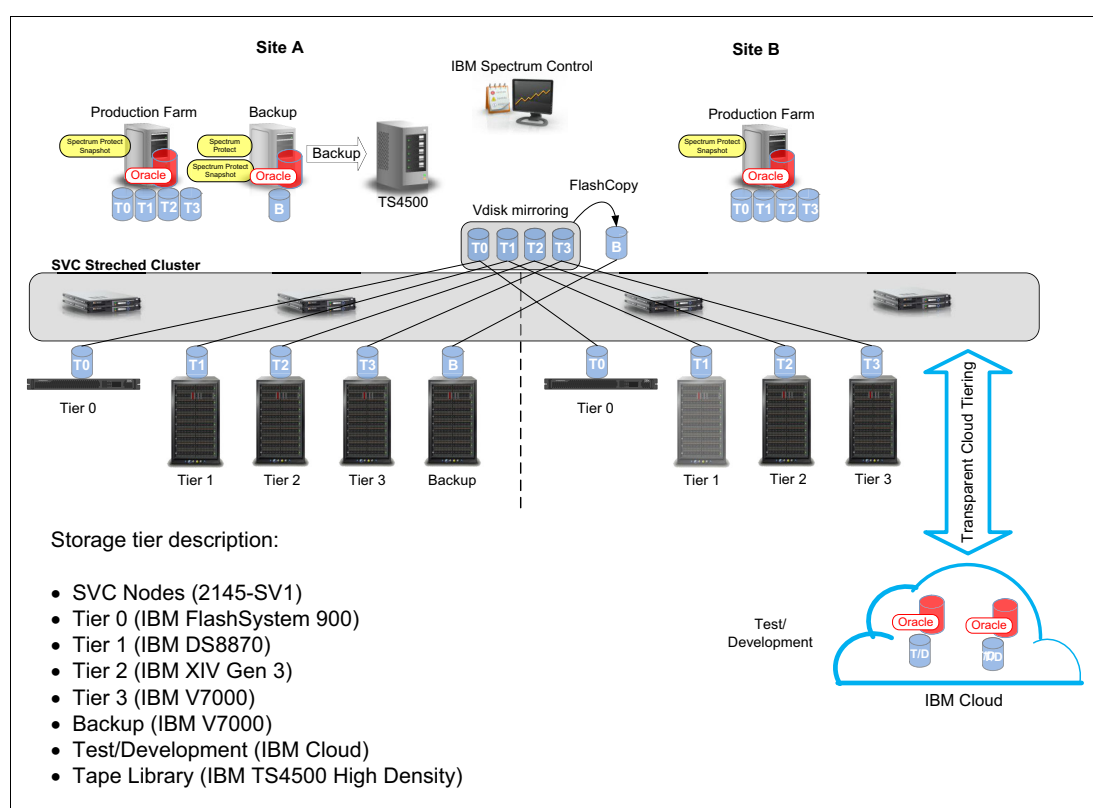 Site A
Site B
IBM Spectrum Control
Production Farm
Backup
Production Farm
Spectrum Protect
Snapshot
Spectrum
Protect
Spectrum Protect
Snapshot
Spectrum Protect
Snapshot
Backup
Oracle
Oracle
Oracle
TS4500
FlashCopy
T0 T1 T2 T3
B
T0 T1 T2 T3
Vdisk mirroring
T0 T1 T2 T3
B
SVC Streched Cluster
T0
T1
T2
T3
B
T0
T1
T2
T3
Tier 0
Tier 0
Tier 1
Tier 2
Tier 3
Backup
Tier 1
Tier 2
Tier 3
Transparent Cloud Tiering
Storage tier description:
• SVC Nodes (2145-SV1)
• Tier 0 (IBM FlashSystem 900)
• Tier 1 (IBM DS8870)
• Tier 2 (IBM XIV Gen 3)
• Tier 3 (IBM V7000)
• Backup (IBM V7000)
• Test/Development (IBM Cloud)
• Tape Library (IBM TS4500 High Density)
Test/
Development
Oracle
Oracle
T/D
IBM Cloud